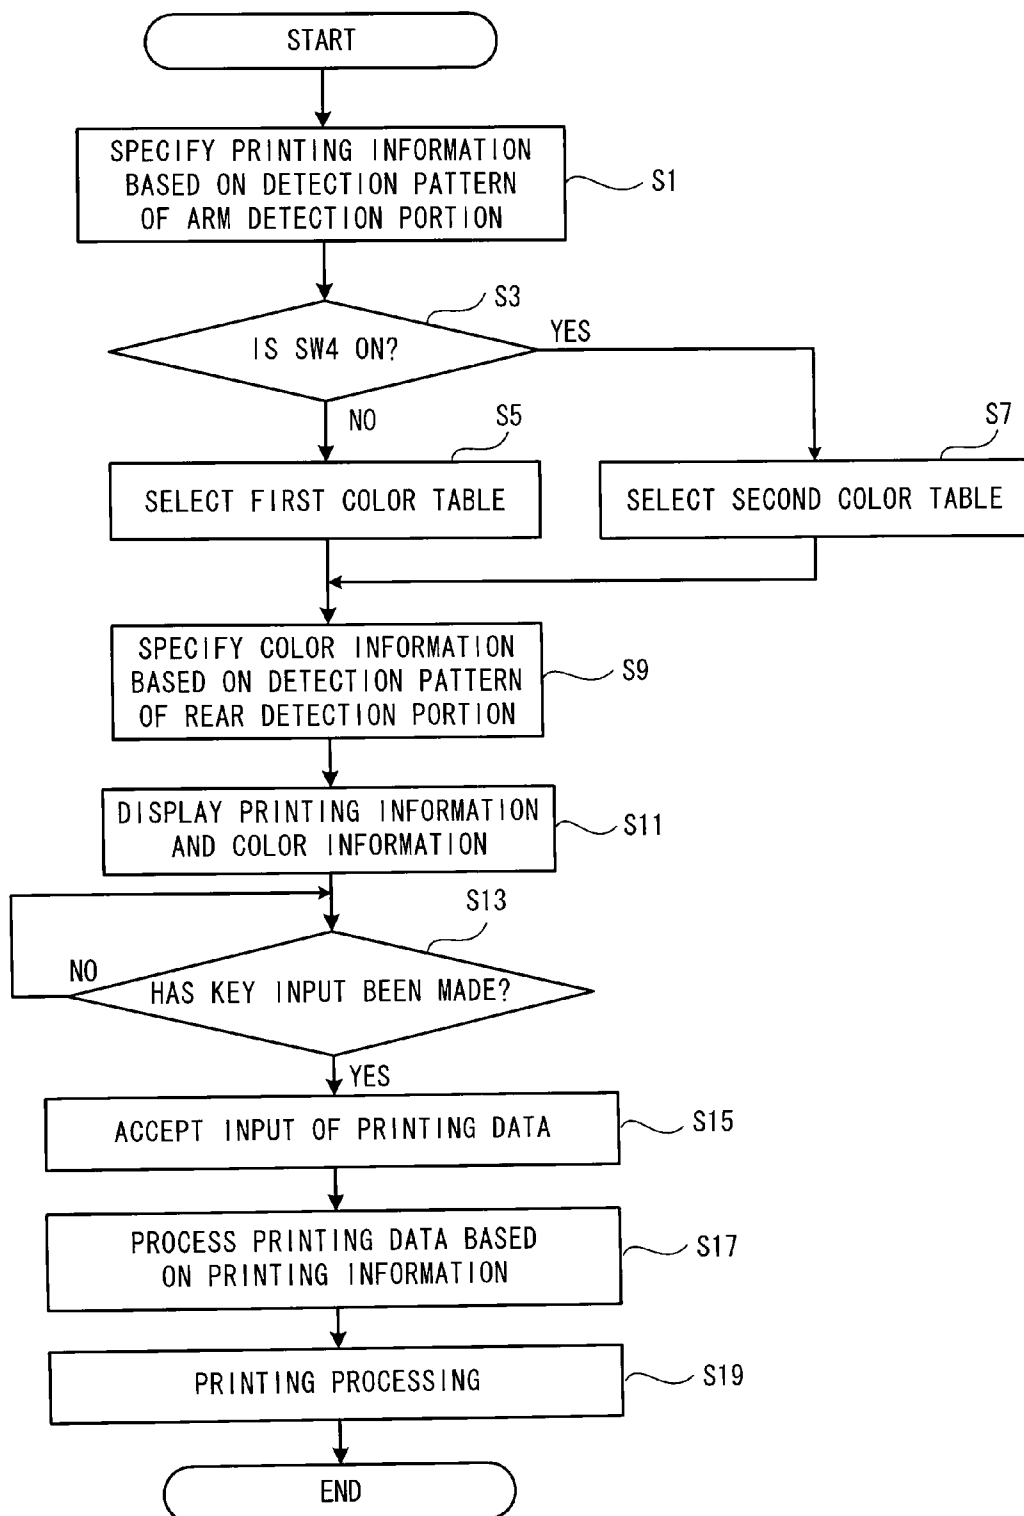 START
SPECIFY PRINTING INFORMATION
BASED ON DETECTION PATTERN
OF ARM DETECTION PORTION
S1
S3
IS SW4 ON?
YES
NO
S5
S7
SELECT FIRST COLOR TABLE
SELECT SECOND COLOR TABLE
SPECIFY COLOR INFORMATION
BASED ON DETECTION PATTERN
OF REAR DETECTION PORTION
S9
DISPLAY PRINTING INFORMATION
AND COLOR INFORMATION
S11
S13
NO
HAS KEY INPUT BEEN MADE?
YES
ACCEPT INPUT OF PRINTING DATA
S15
PROCESS PRINTING DATA BASED
ON PRINTING INFORMATION
S17
PRINTING PROCESSING
S19
END